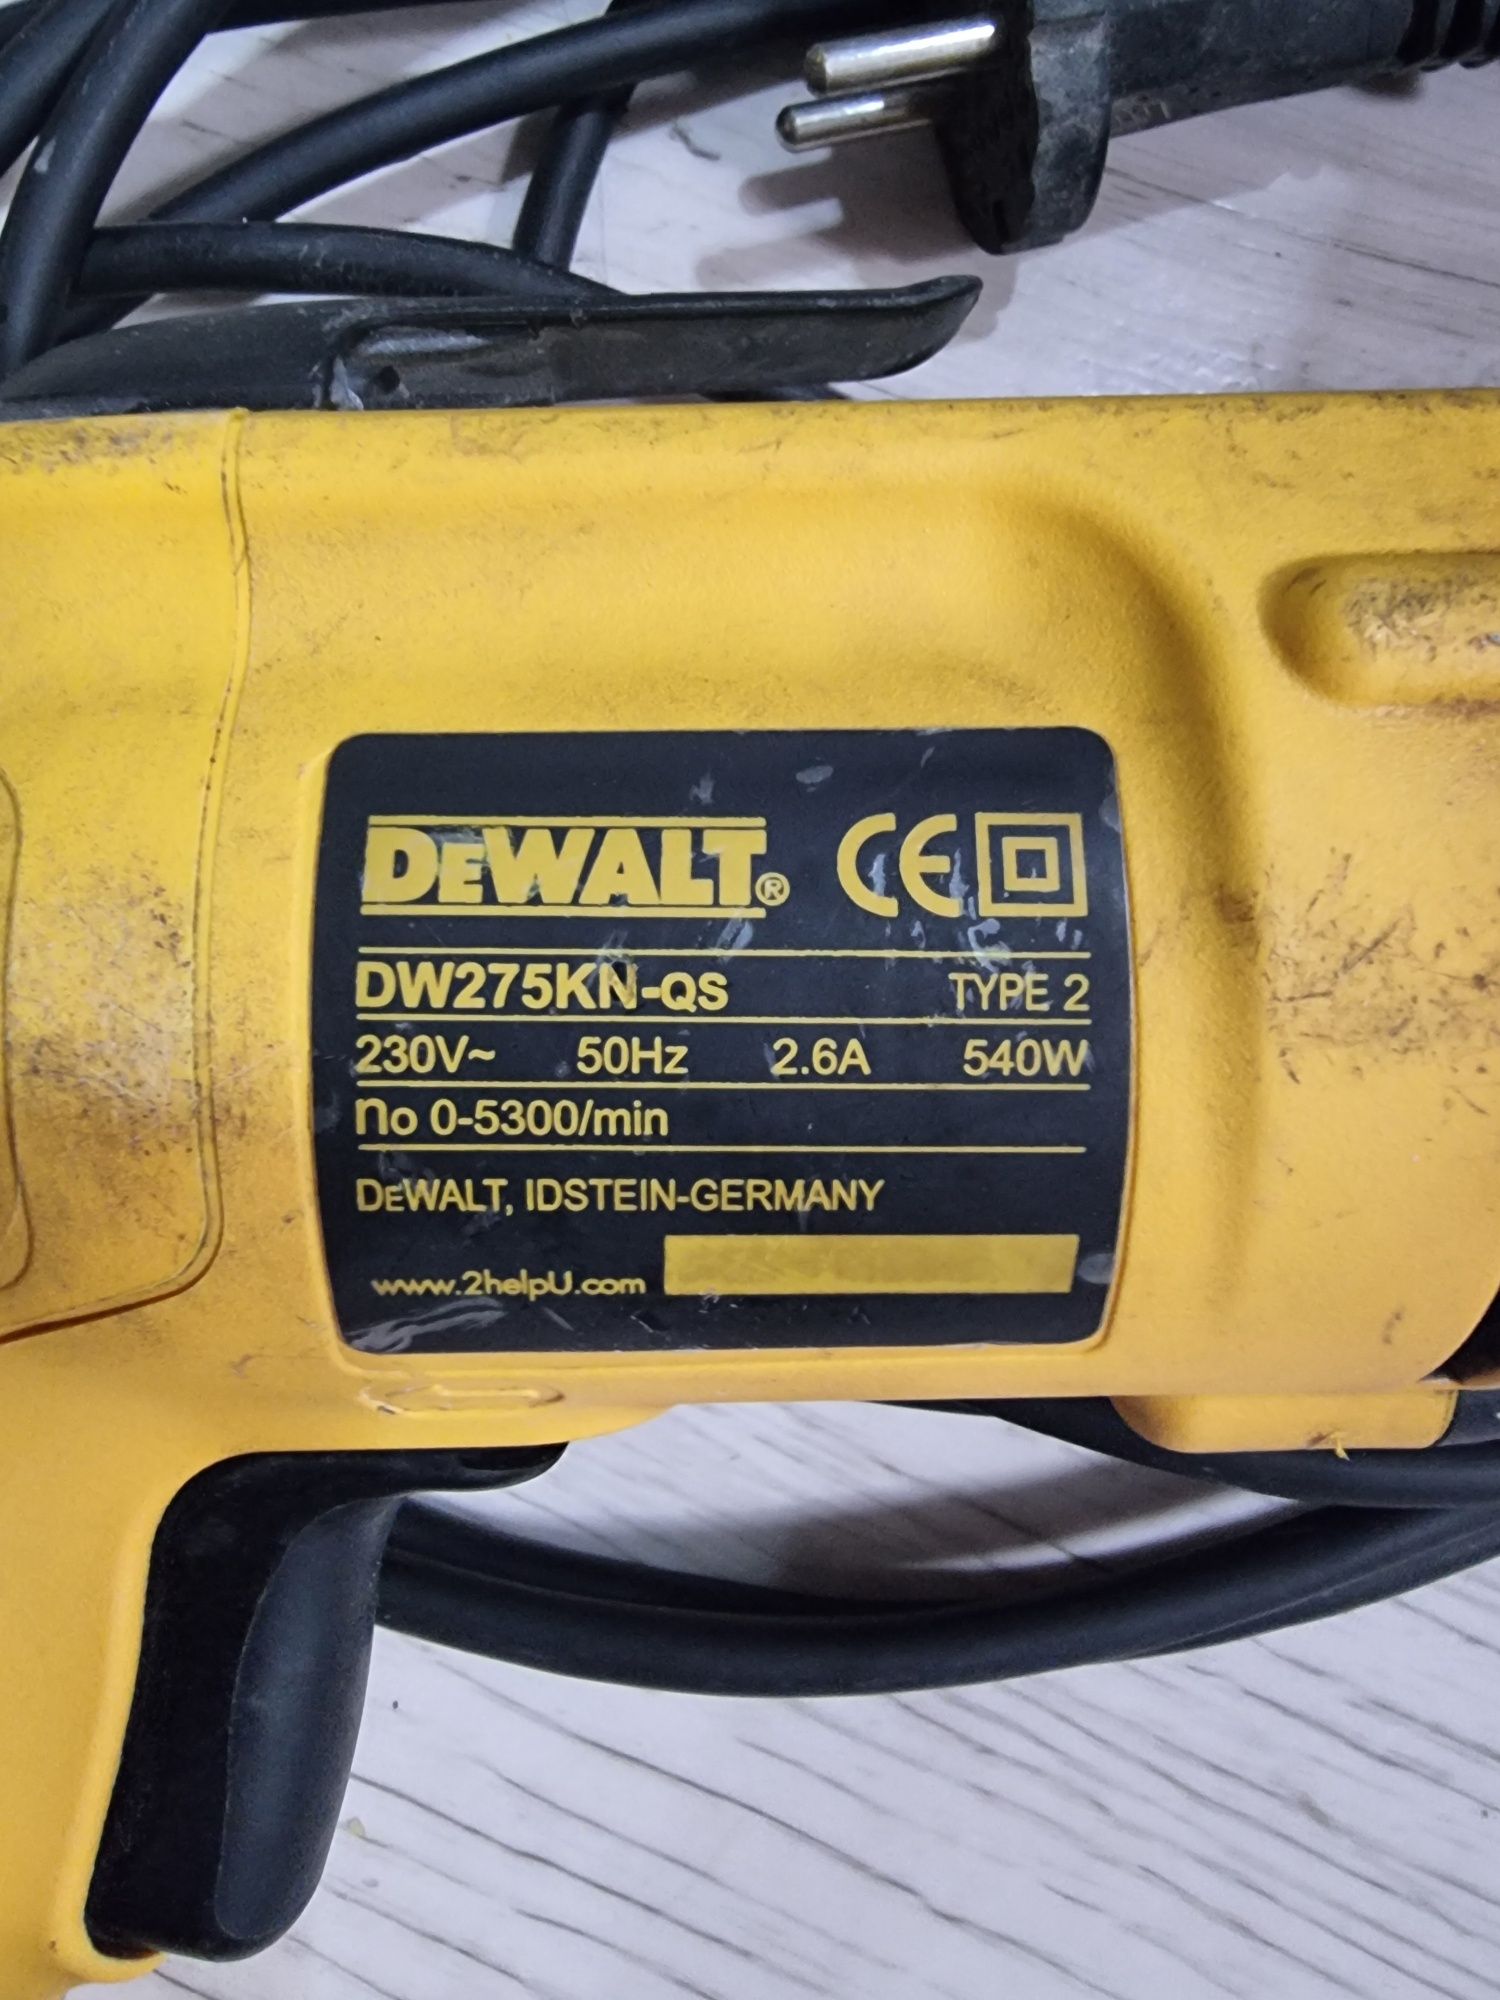 DeWALT® CE
DW275KN-QS TYPE 2
230V~ 50Hz 2.6A 540W
no 0-5300/min
DeWALT, IDSTEIN-GERMANY
www.2helpU.com